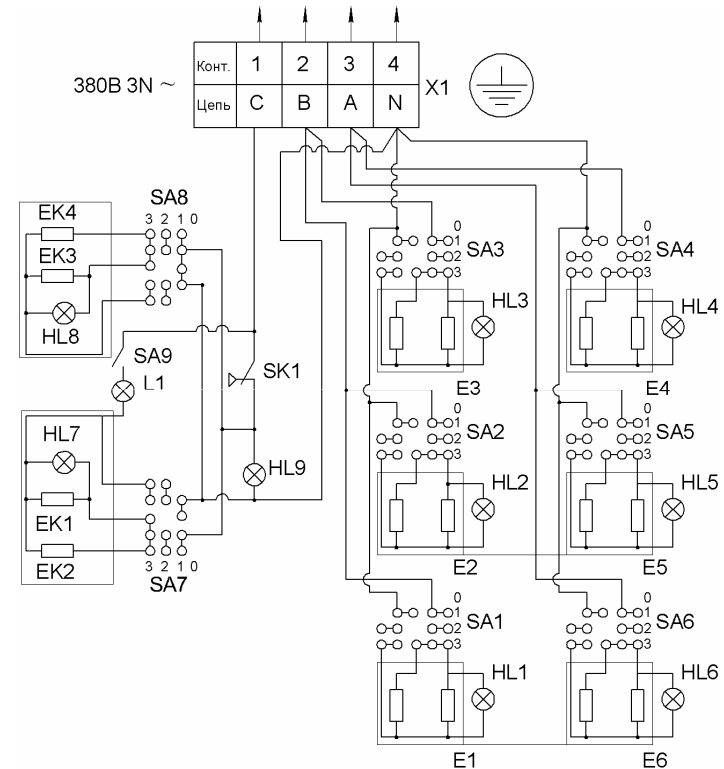 Конт. 1 2 3 4
380В 3N ~
X1
Цепь C B A N
SA8
3 2 1 0
EK4
EK3
HL8
SA9
L1
SK1
HL7
EK1
EK2
HL9
3 2 1 0
SA7
0
1
2
3
SA3
HL3
E3
0
1
2
3
SA4
HL4
E4
0
1
2
3
SA2
HL2
E2
0
1
2
3
SA5
HL5
E5
0
1
2
3
SA1
HL1
E1
0
1
2
3
SA6
HL6
E6